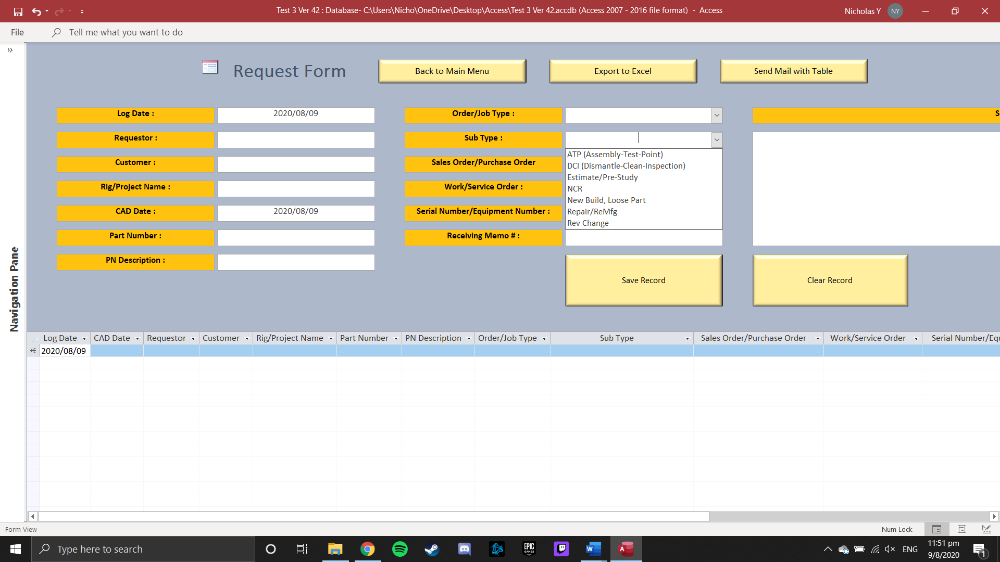 Test 3 Ver 42 : Database- C:\Users\Nicho\OneDrive\Desktop\Access\Test 3 Ver 42.accdb (Access 2007 - 2016 file format) - Access
Nicholas Y
NY
File
Tell me what you want to do
Request Form
Back to Main Menu
Export to Excel
Send Mail with Table
Log Date :
2020/08/09
Order/Job Type :
S
Requestor :
Sub Type :
Customer :
Sales Order/Purchase Order
ATP (Assembly-Test-Point)
DCI (Dismantle-Clean-Inspection)
Estimate/Pre-Study
NCR
New Build, Loose Part
Repair/ReMfg
Rev Change
Rig/Project Name :
Work/Service Order :
CAD Date :
2020/08/09
Serial Number/Equipment Number :
Part Number :
Receiving Memo # :
PN Description :
Save Record
Clear Record
Navigation Pane
Log Date
CAD Date
Requestor
Customer
Rig/Project Name
Part Number
PN Description
Order/Job Type
Sub Type
Sales Order/Purchase Order
Work/Service Order
Serial Number/Equ
2020/08/09
Form View
Num Lock
Type here to search
EPIC GAMES
ENG
11:51 pm
9/8/2020
1